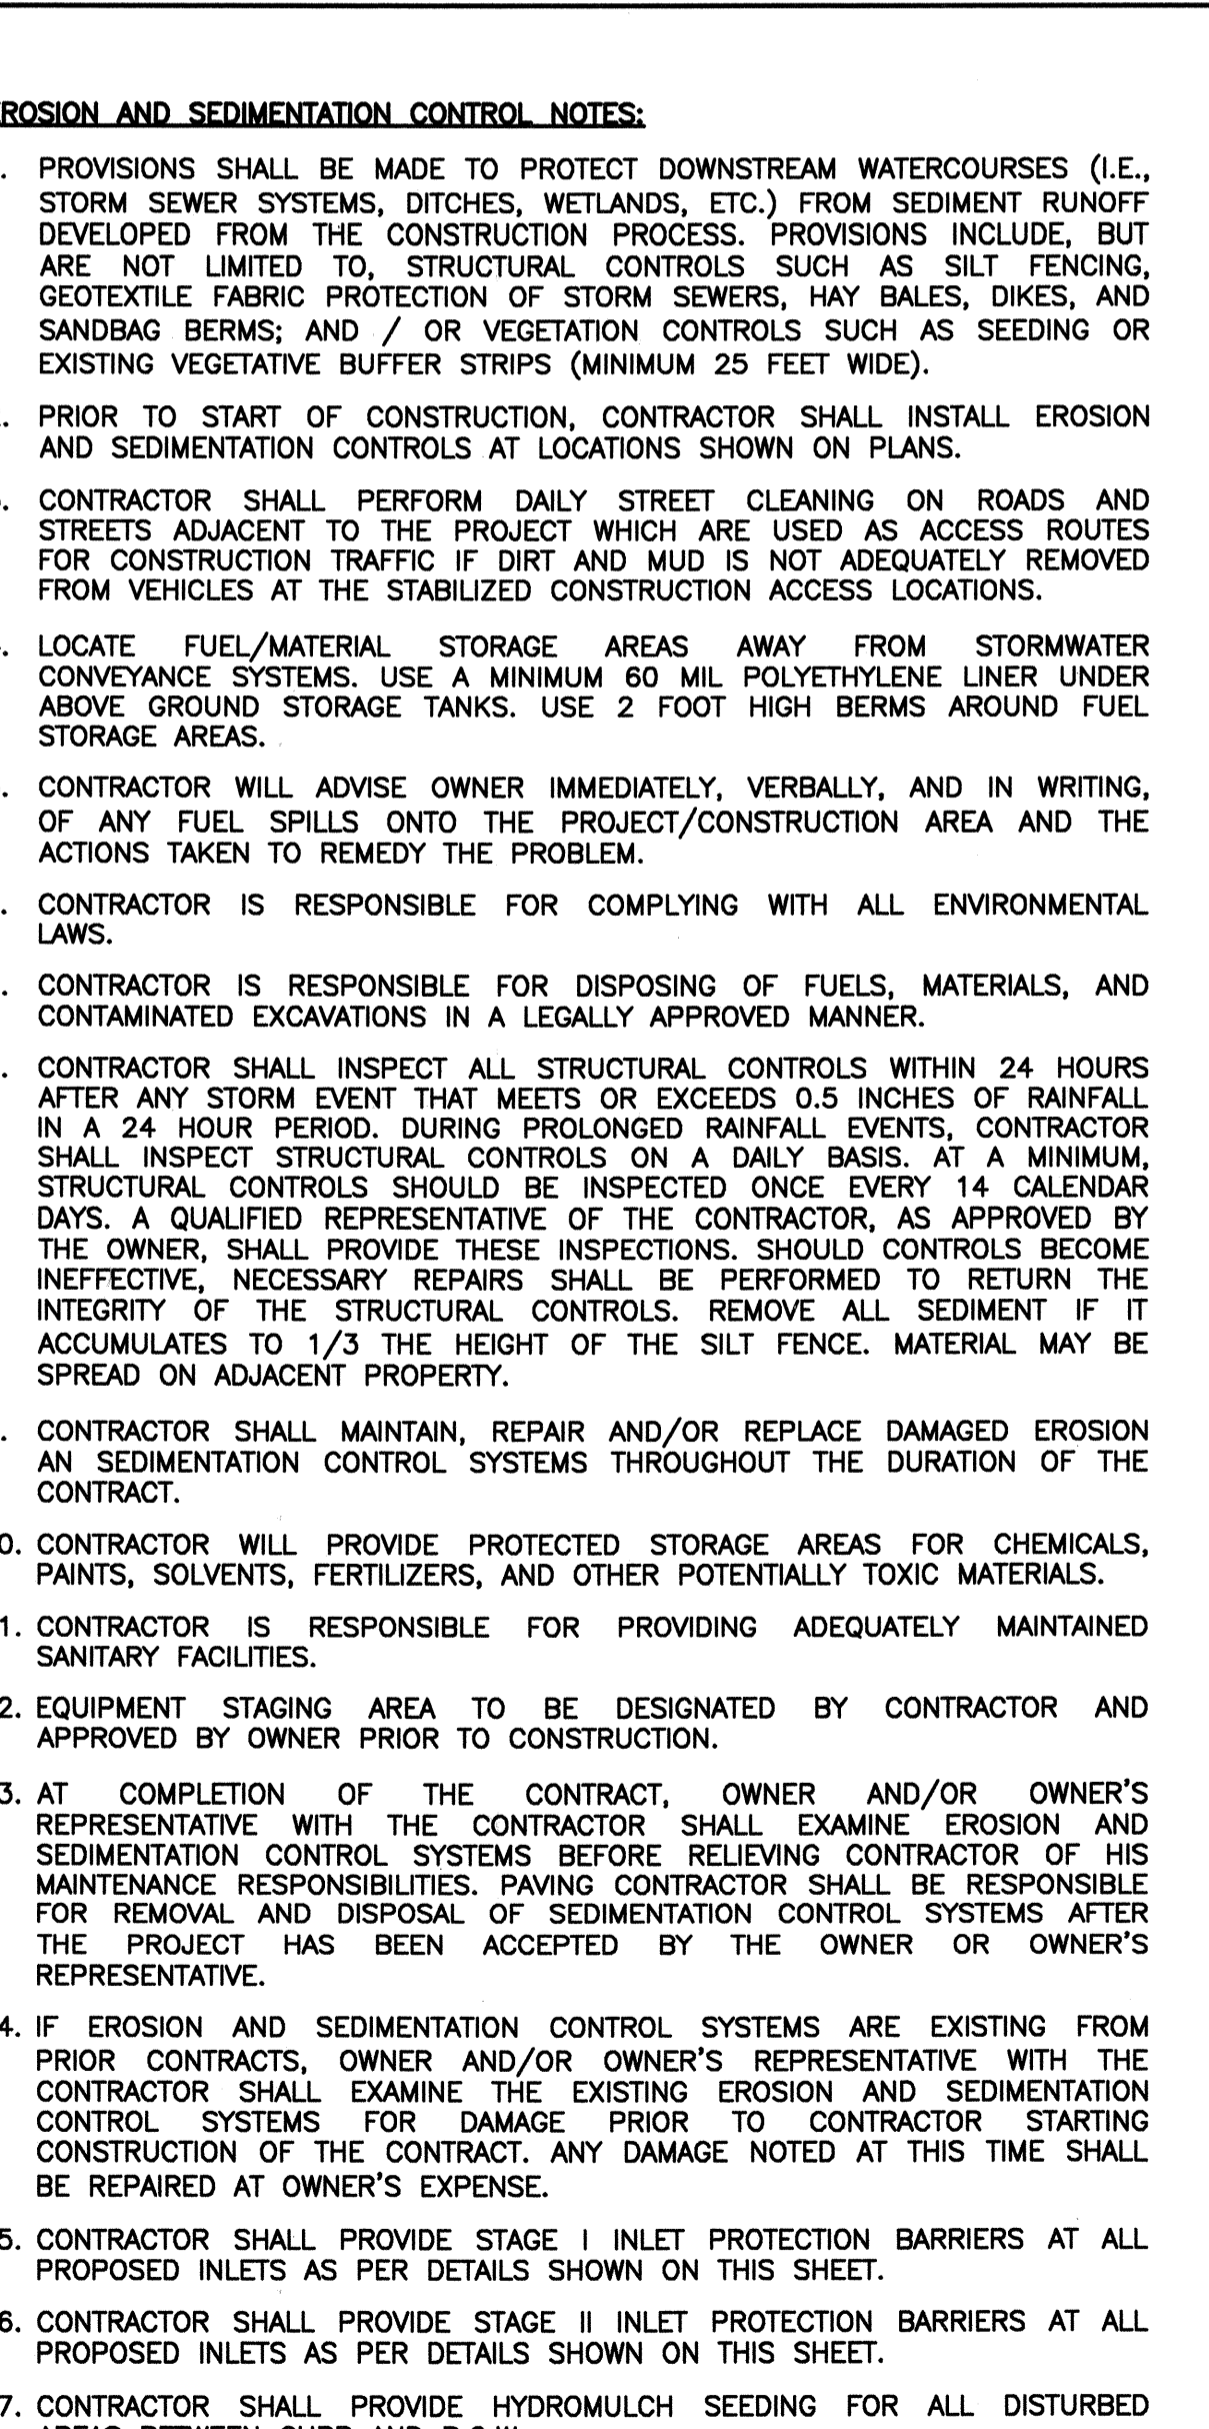 EROSION AND SEDIMENTATION CONTROL NOTES:
. PROVISIONS SHALL BE MADE TO PROTECT DOWNSTREAM WATERCOURSES (I.E.,
STORM SEWER SYSTEMS, DITCHES, WETLANDS, ETC.) FROM SEDIMENT RUNOFF
DEVELOPED FROM THE CONSTRUCTION PROCESS. PROVISIONS INCLUDE, BUT
ARE NOT LIMITED TO, STRUCTURAL CONTROLS SUCH AS SILT FENCING,
GEOTEXTILE FABRIC PROTECTION OF STORM SEWERS, HAY BALES, DIKES, AND
SANDBAG BERMS; AND / OR VEGETATION CONTROLS SUCH AS SEEDING OR
EXISTING VEGETATIVE BUFFER STRIPS (MINIMUM 25 FEET WIDE).
. PRIOR TO START OF CONSTRUCTION, CONTRACTOR SHALL INSTALL EROSION
AND SEDIMENTATION CONTROLS AT LOCATIONS SHOWN ON PLANS.
. CONTRACTOR SHALL PERFORM DAILY STREET CLEANING ON ROADS AND
STREETS ADJACENT TO THE PROJECT WHICH ARE USED AS ACCESS ROUTES
FOR CONSTRUCTION TRAFFIC IF DIRT AND MUD IS NOT ADEQUATELY REMOVED
FROM VEHICLES AT THE STABILIZED CONSTRUCTION ACCESS LOCATIONS.
. LOCATE FUEL/MATERIAL STORAGE AREAS AWAY FROM STORMWATER
CONVEYANCE SYSTEMS. USE A MINIMUM 60 MIL POLYETHYLENE LINER UNDER
ABOVE GROUND STORAGE TANKS. USE 2 FOOT HIGH BERMS AROUND FUEL
STORAGE AREAS.
. CONTRACTOR WILL ADVISE OWNER IMMEDIATELY, VERBALLY, AND IN WRITING,
OF ANY FUEL SPILLS ONTO THE PROJECT/CONSTRUCTION AREA AND THE
ACTIONS TAKEN TO REMEDY THE PROBLEM.
. CONTRACTOR IS RESPONSIBLE FOR COMPLYING WITH ALL ENVIRONMENTAL
LAWS.
. CONTRACTOR IS RESPONSIBLE FOR DISPOSING OF FUELS, MATERIALS, AND
CONTAMINATED EXCAVATIONS IN A LEGALLY APPROVED MANNER.
. CONTRACTOR SHALL INSPECT ALL STRUCTURAL CONTROLS WITHIN 24 HOURS
AFTER ANY STORM EVENT THAT MEETS OR EXCEEDS 0.5 INCHES OF RAINFALL
IN A 24 HOUR PERIOD. DURING PROLONGED RAINFALL EVENTS, CONTRACTOR
SHALL INSPECT STRUCTURAL CONTROLS ON A DAILY BASIS. AT A MINIMUM,
STRUCTURAL CONTROLS SHOULD BE INSPECTED ONCE EVERY 14 CALENDAR
DAYS. A QUALIFIED REPRESENTATIVE OF THE CONTRACTOR, AS APPROVED BY
THE OWNER, SHALL PROVIDE THESE INSPECTIONS. SHOULD CONTROLS BECOME
INEFFECTIVE, NECESSARY REPAIRS SHALL BE PERFORMED TO RETURN THE
INTEGRITY OF THE STRUCTURAL CONTROLS. REMOVE ALL SEDIMENT IF IT
ACCUMULATES TO 1/3 THE HEIGHT OF THE SILT FENCE. MATERIAL MAY BE
SPREAD ON ADJACENT PROPERTY.
. CONTRACTOR SHALL MAINTAIN, REPAIR AND/OR REPLACE DAMAGED EROSION
AN SEDIMENTATION CONTROL SYSTEMS THROUGHOUT THE DURATION OF THE
CONTRACT.
0. CONTRACTOR WILL PROVIDE PROTECTED STORAGE AREAS FOR CHEMICALS,
PAINTS, SOLVENTS, FERTILIZERS, AND OTHER POTENTIALLY TOXIC MATERIALS.
1. CONTRACTOR IS RESPONSIBLE FOR PROVIDING ADEQUATELY MAINTAINED
SANITARY FACILITIES.
2. EQUIPMENT STAGING AREA TO BE DESIGNATED BY CONTRACTOR AND
APPROVED BY OWNER PRIOR TO CONSTRUCTION.
3. AT COMPLETION OF THE CONTRACT, OWNER AND/OR OWNER'S
REPRESENTATIVE WITH THE CONTRACTOR SHALL EXAMINE EROSION AND
SEDIMENTATION CONTROL SYSTEMS BEFORE RELIEVING CONTRACTOR OF HIS
MAINTENANCE RESPONSIBILITIES. PAVING CONTRACTOR SHALL BE RESPONSIBLE
FOR REMOVAL AND DISPOSAL OF SEDIMENTATION CONTROL SYSTEMS AFTER
THE PROJECT HAS BEEN ACCEPTED BY THE OWNER OR OWNER'S
REPRESENTATIVE.
4. IF EROSION AND SEDIMENTATION CONTROL SYSTEMS ARE EXISTING FROM
PRIOR CONTRACTS, OWNER AND/OR OWNER'S REPRESENTATIVE WITH THE
CONTRACTOR SHALL EXAMINE THE EXISTING EROSION AND SEDIMENTATION
CONTROL SYSTEMS FOR DAMAGE PRIOR TO CONTRACTOR STARTING
CONSTRUCTION OF THE CONTRACT. ANY DAMAGE NOTED AT THIS TIME SHALL
BE REPAIRED AT OWNER'S EXPENSE.
5. CONTRACTOR SHALL PROVIDE STAGE I INLET PROTECTION BARRIERS AT ALL
PROPOSED INLETS AS PER DETAILS SHOWN ON THIS SHEET.
6. CONTRACTOR SHALL PROVIDE STAGE II INLET PROTECTION BARRIERS AT ALL
PROPOSED INLETS AS PER DETAILS SHOWN ON THIS SHEET.
7. CONTRACTOR SHALL PROVIDE HYDROMULCH SEEDING FOR ALL DISTURBED